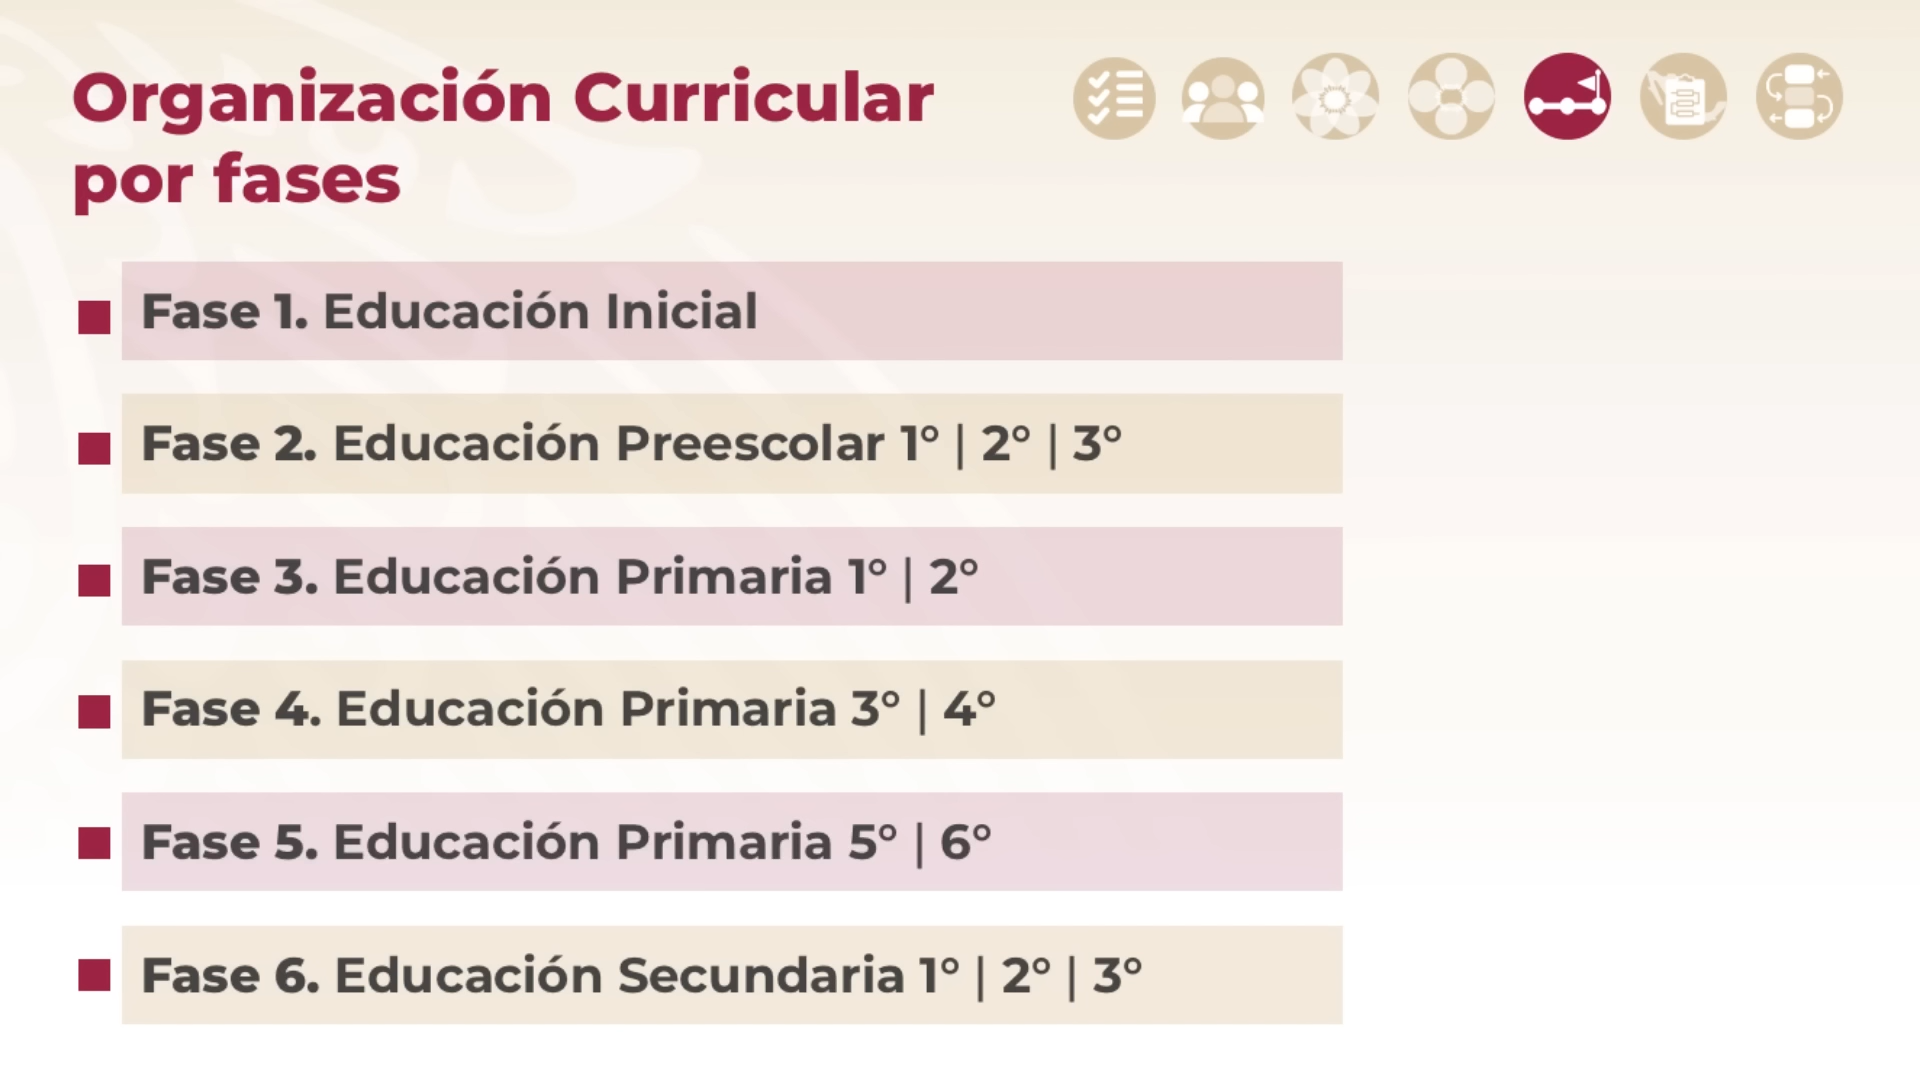 Organización Curricular
por fases
Fase 1. Educación Inicial
Fase 2. Educación Preescolar 1° | 2° | 3°
Fase 3. Educación Primaria 1° | 2°
Fase 4. Educación Primaria 3° | 4°
Fase 5. Educación Primaria 5° | 6°
Fase 6. Educación Secundaria 1° | 2° | 3°